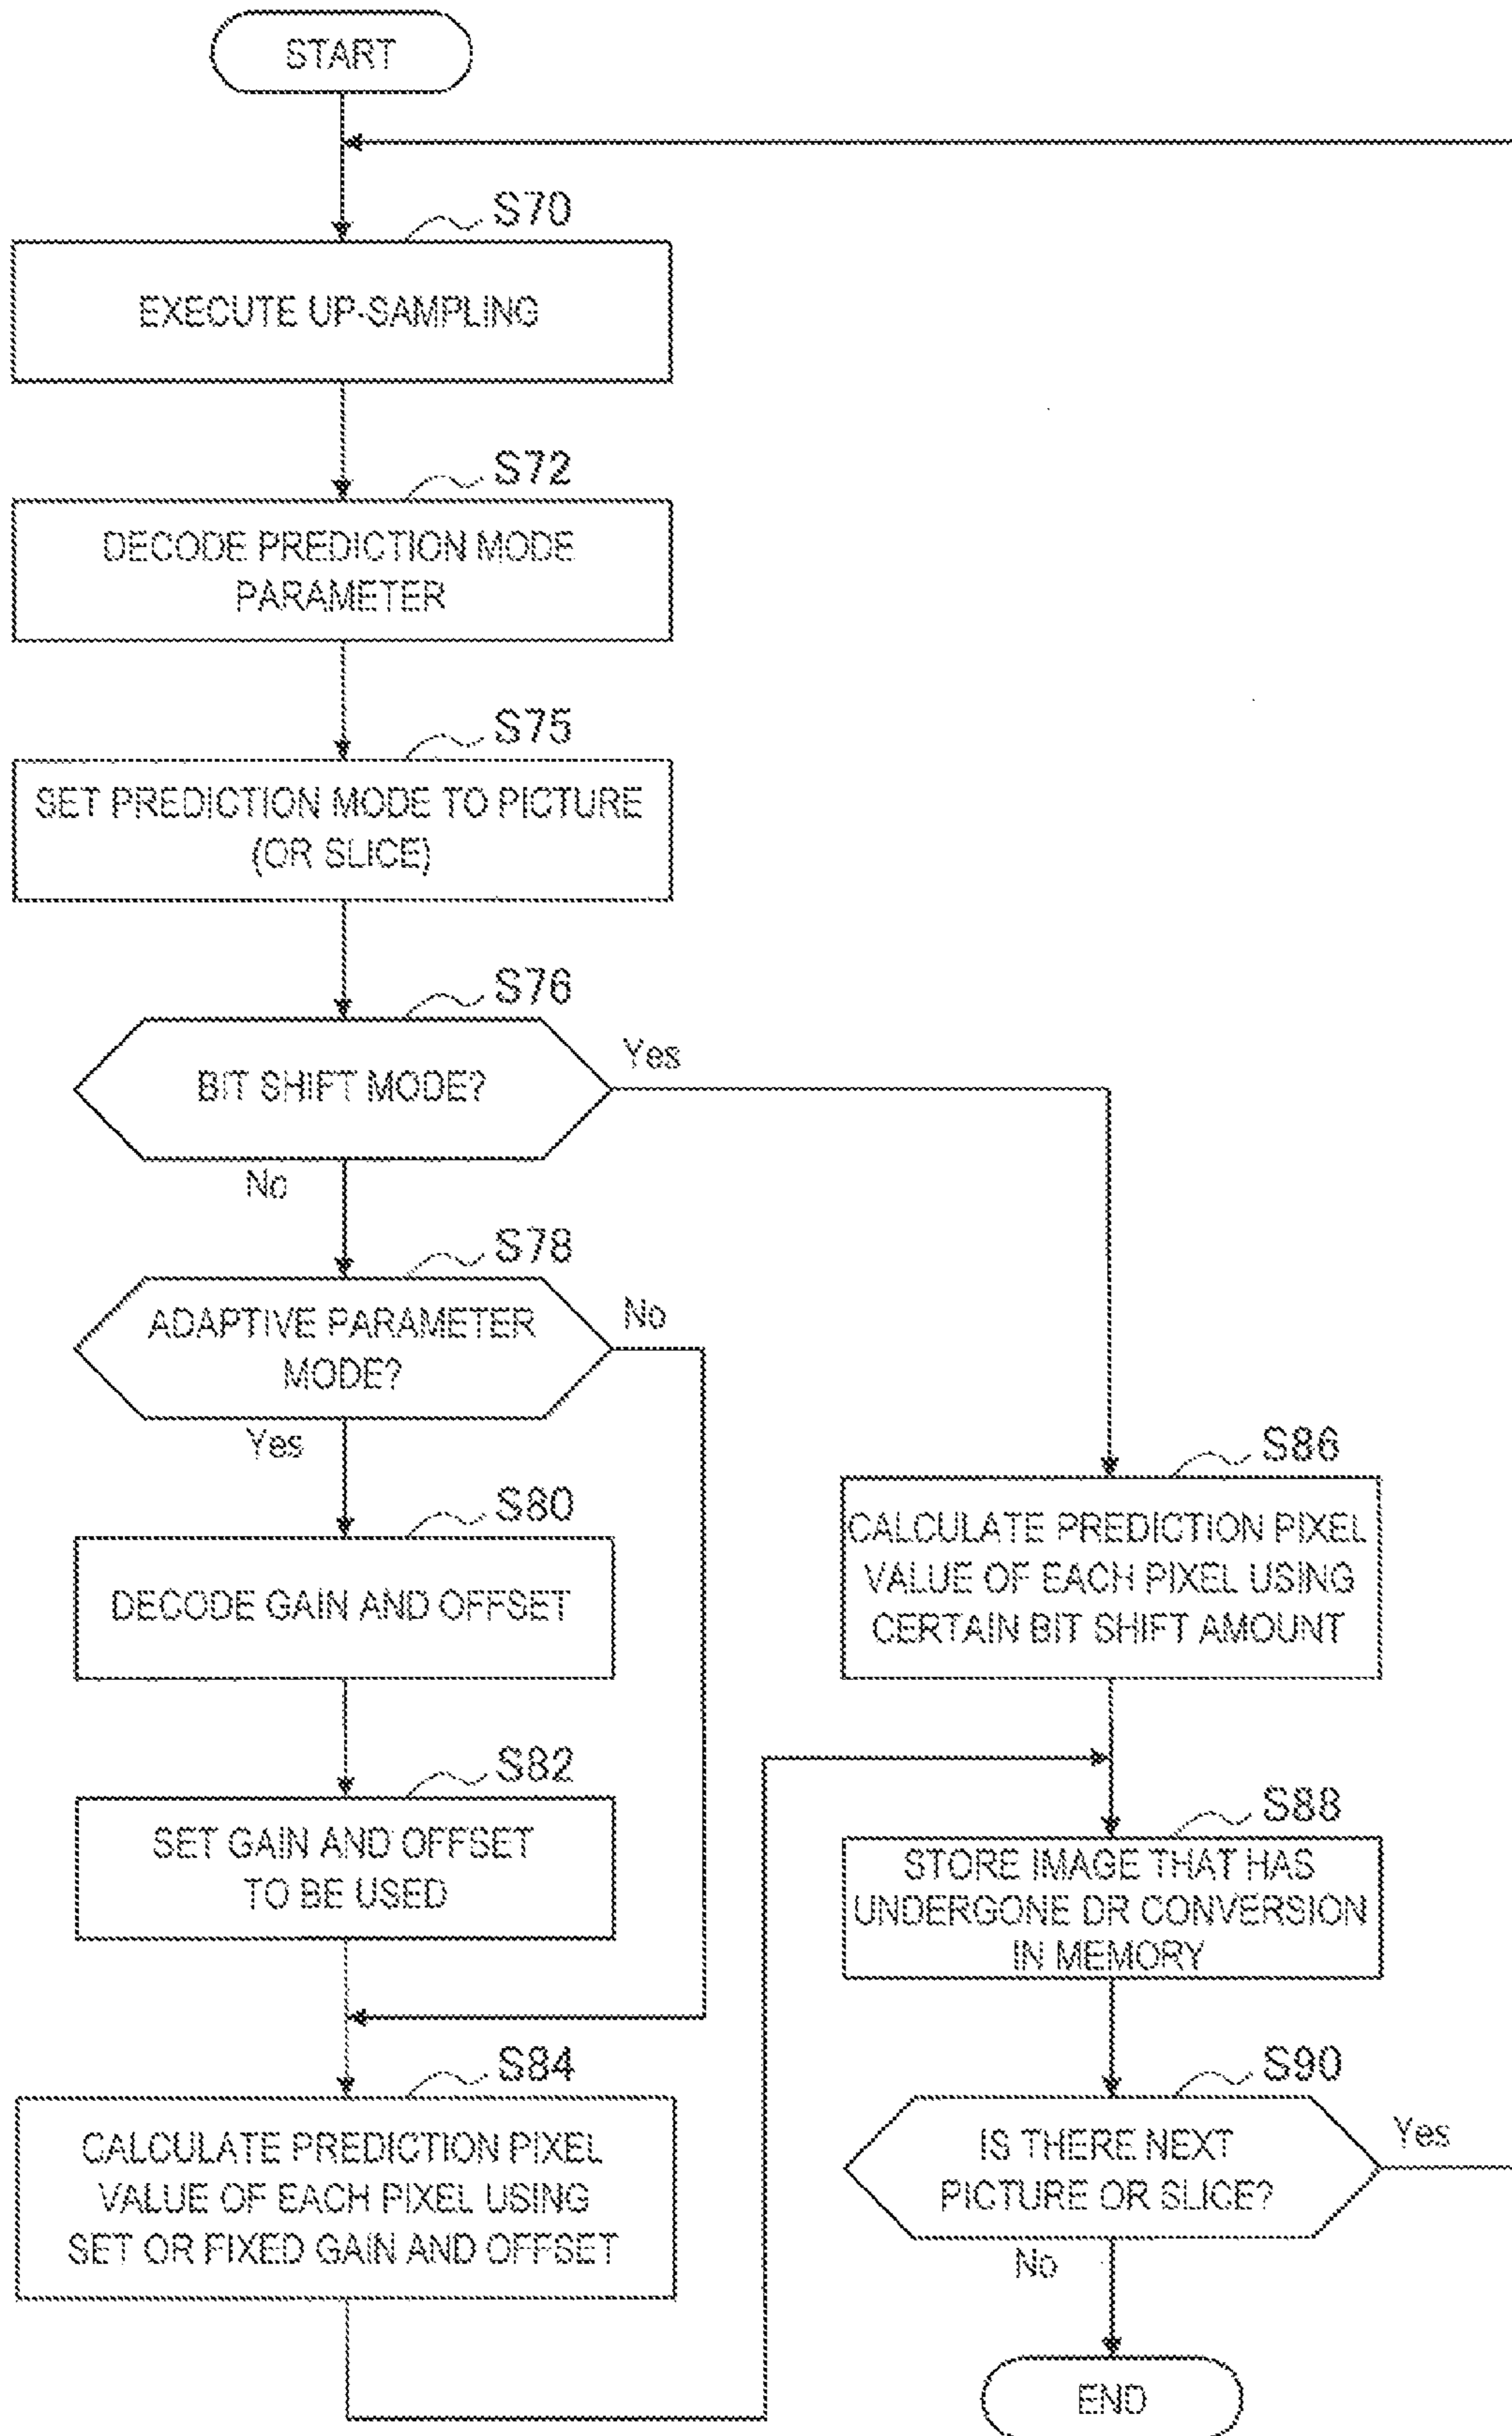 START
S70
EXECUTE UP-SAMPLING
S72
DECODE PREDICTION MODE
PARAMETER
S75
SET PREDICTION MODE TO PICTURE
(OR SLICE)
S76
BIT SHIFT MODE?
Yes
No
S78
ADAPTIVE PARAMETER
MODE?
No
Yes
S80
DECODE GAIN AND OFFSET
S82
SET GAIN AND OFFSET
TO BE USED
S84
CALCULATE PREDICTION PIXEL
VALUE OF EACH PIXEL USING
SET OR FIXED GAIN AND OFFSET
S86
CALCULATE PREDICTION PIXEL
VALUE OF EACH PIXEL USING
CERTAIN BIT SHIFT AMOUNT
S88
STORE IMAGE THAT HAS
UNDERGONE DR CONVERSION
IN MEMORY
S90
IS THERE NEXT
PICTURE OR SLICE?
Yes
No
END